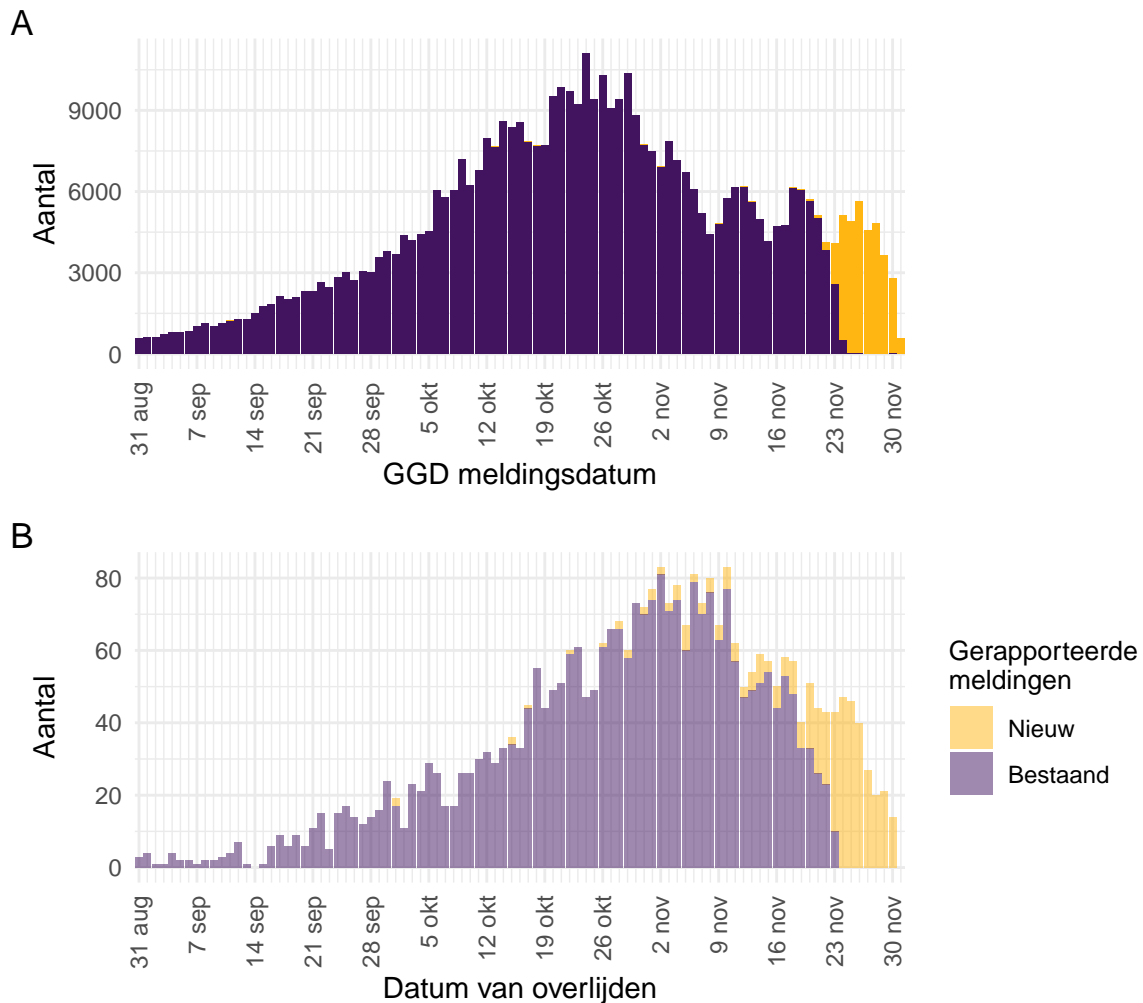 A
9000
6000
3000
0
Aantal
31 aug
7 sep
14 sep
21 sep
28 sep
5 okt
12 okt
19 okt
26 okt
2 nov
9 nov
16 nov
23 nov
30 nov
GGD meldingsdatum
B
80
60
40
20
0
Aantal
31 aug
7 sep
14 sep
21 sep
28 sep
5 okt
12 okt
19 okt
26 okt
2 nov
9 nov
16 nov
23 nov
30 nov
Datum van overlijden
Gerapporteerde
meldingen
Nieuw
Bestaand